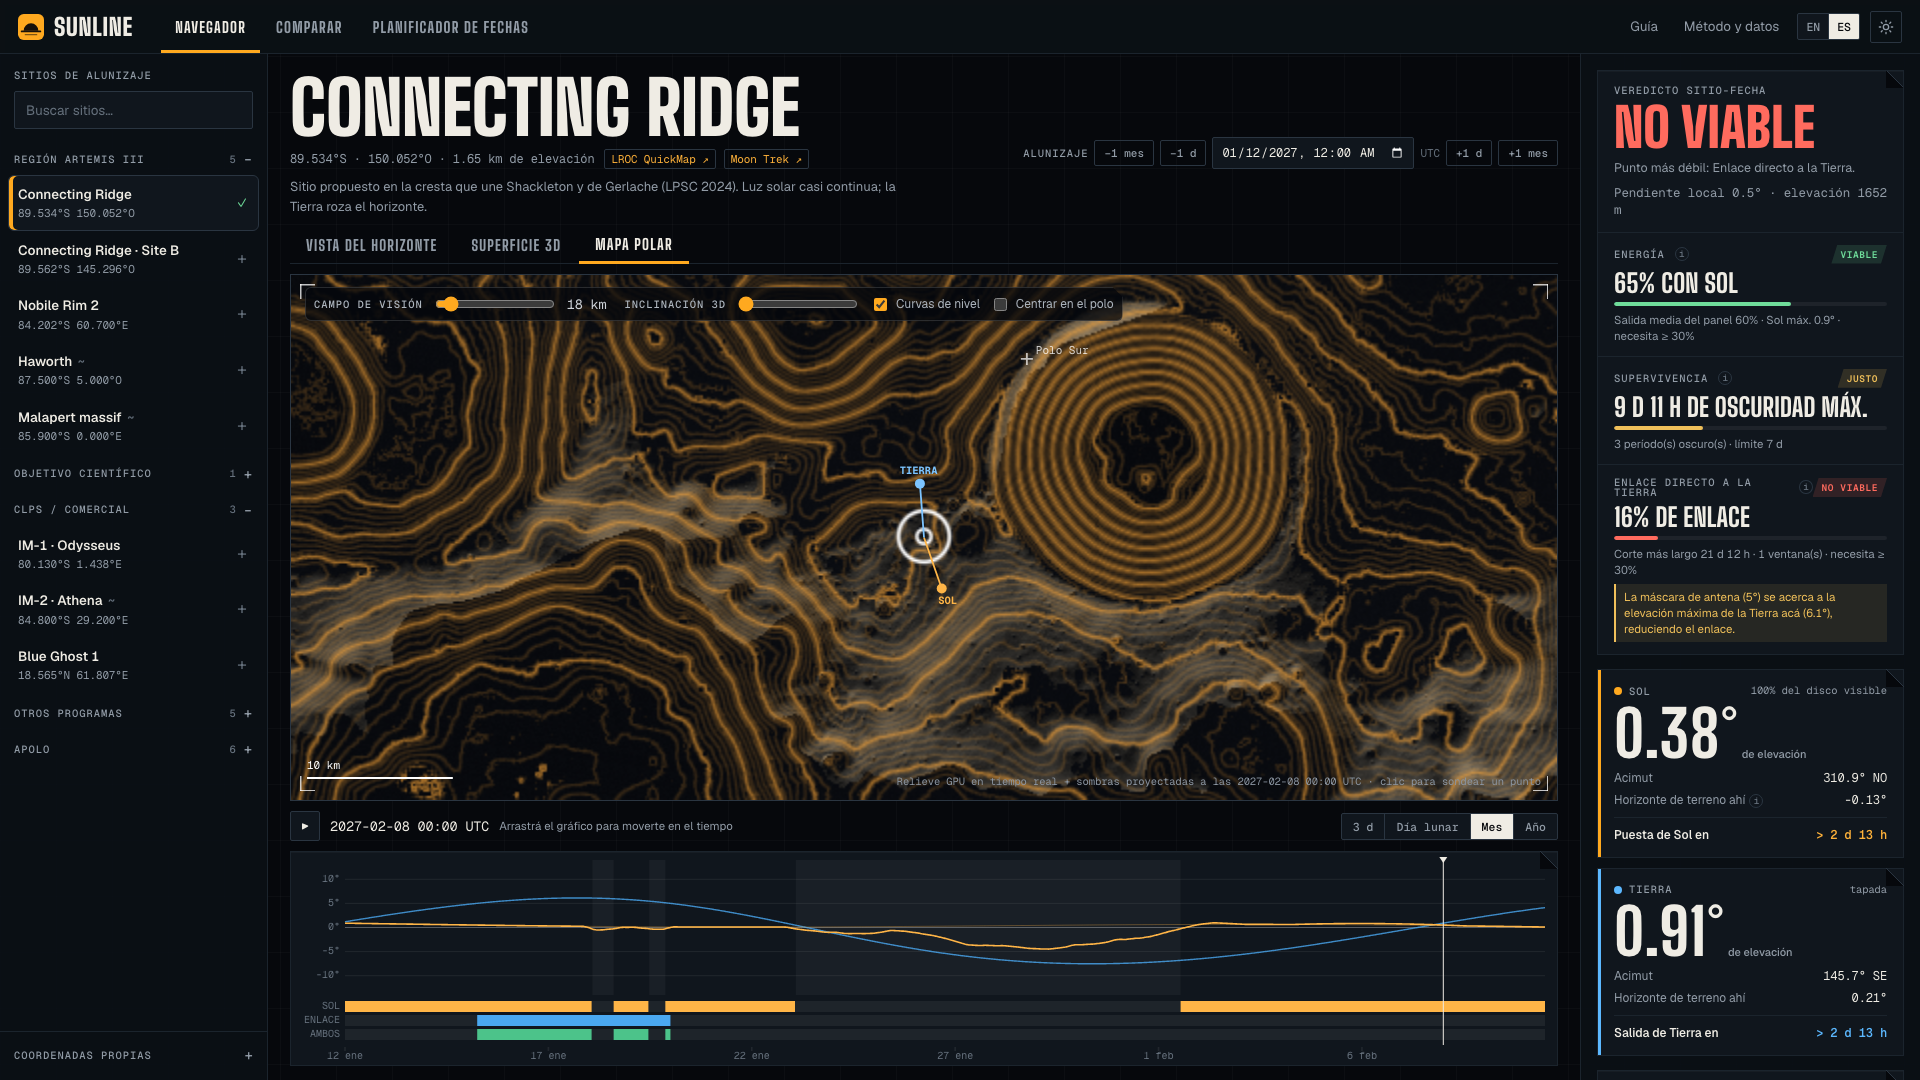 SUNLINE
NAVEGADOR
COMPARAR
PLANIFICADOR DE FECHAS
Guía
Método y datos
EN
ES
SITIOS DE ALUNIZAJE
Buscar sitios…
REGIÓN ARTEMIS III 5 −
Connecting Ridge
89.534°S 150.052°O
✓
Connecting Ridge · Site B
89.562°S 145.296°O
+
Nobile Rim 2
84.202°S 60.700°E
+
Haworth ~
87.500°S 5.000°O
+
Malapert massif ~
85.900°S 0.000°E
+
OBJETIVO CIENTÍFICO 1 +
CLPS / COMERCIAL 3 −
IM-1 · Odysseus
80.130°S 1.438°E
+
IM-2 · Athena ~
84.800°S 29.200°E
+
Blue Ghost 1
18.565°N 61.807°E
+
OTROS PROGRAMAS 5 +
APOLO 6 +
COORDENADAS PROPIAS +
CONNECTING RIDGE
89.534°S · 150.052°O · 1.65 km de elevación
LROC QuickMap ↗
Moon Trek ↗
Sitio propuesto en la cresta que une Shackleton y de Gerlache (LPSC 2024). Luz solar casi continua; la
Tierra roza el horizonte.
ALUNIZAJE
−1 mes
−1 d
01/12/2027, 12:00 AM
UTC
+1 d
+1 mes
VISTA DEL HORIZONTE
SUPERFICIE 3D
MAPA POLAR
CAMPO DE VISIÓN
18 km
INCLINACIÓN 3D
Curvas de nivel
Centrar en el polo
Polo Sur
TIERRA
SOL
10 km
Relieve GPU en tiempo real + sombras proyectadas a las 2027-02-08 00:00 UTC · clic para sondear un punto
2027-02-08 00:00 UTC
Arrastrá el gráfico para moverte en el tiempo
3 d
Día lunar
Mes
Año
10°
5°
0°
-5°
-10°
SOL
ENLACE
AMBOS
12 ene
17 ene
22 ene
27 ene
1 feb
6 feb
VEREDICTO SITIO-FECHA
NO VIABLE
Punto más débil: Enlace directo a la Tierra.
Pendiente local 0.5° · elevación 1652
m
ENERGÍA i
VIABLE
65% CON SOL
Salida media del panel 60% · Sol máx. 0.9° ·
necesita ≥ 30%
SUPERVIVENCIA i
JUSTO
9 D 11 H DE OSCURIDAD MÁX.
3 período(s) oscuro(s) · límite 7 d
ENLACE DIRECTO A LA
TIERRA
i
NO VIABLE
16% DE ENLACE
Corte más largo 21 d 12 h · 1 ventana(s) · necesita ≥
30%
La máscara de antena (5°) se acerca a la
elevación máxima de la Tierra acá (6.1°),
reduciendo el enlace.
SOL
100% del disco visible
0.38°
de elevación
Acimut 310.9° NO
Horizonte de terreno ahí i -0.13°
Puesta de Sol en > 2 d 13 h
TIERRA
tapada
0.91°
de elevación
Acimut 145.7° SE
Horizonte de terreno ahí 0.21°
Salida de Tierra en > 2 d 13 h